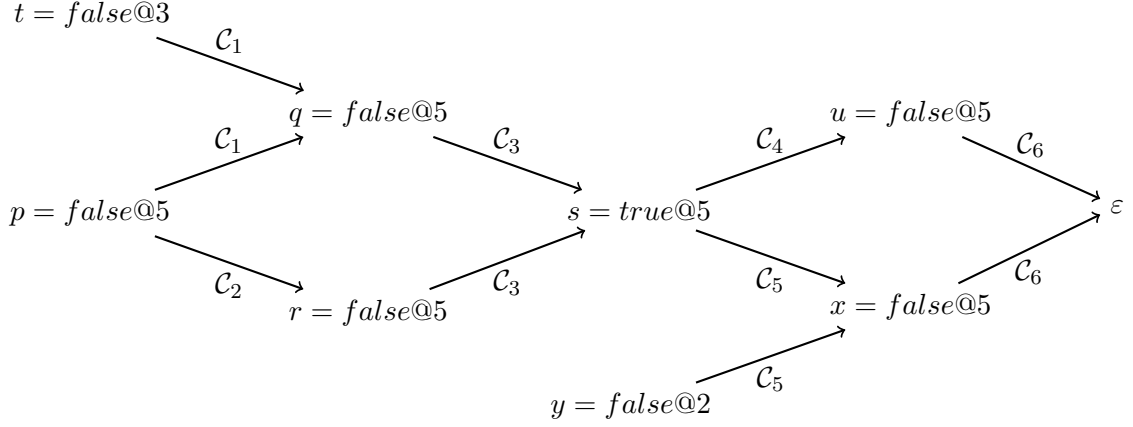 t = false@3
C₁
q = false@5
u = false@5
C₁
C₃
C₄
C₆
p = false@5
s = true@5
ε
C₂
C₃
C₅
C₆
r = false@5
x = false@5
C₅
y = false@2